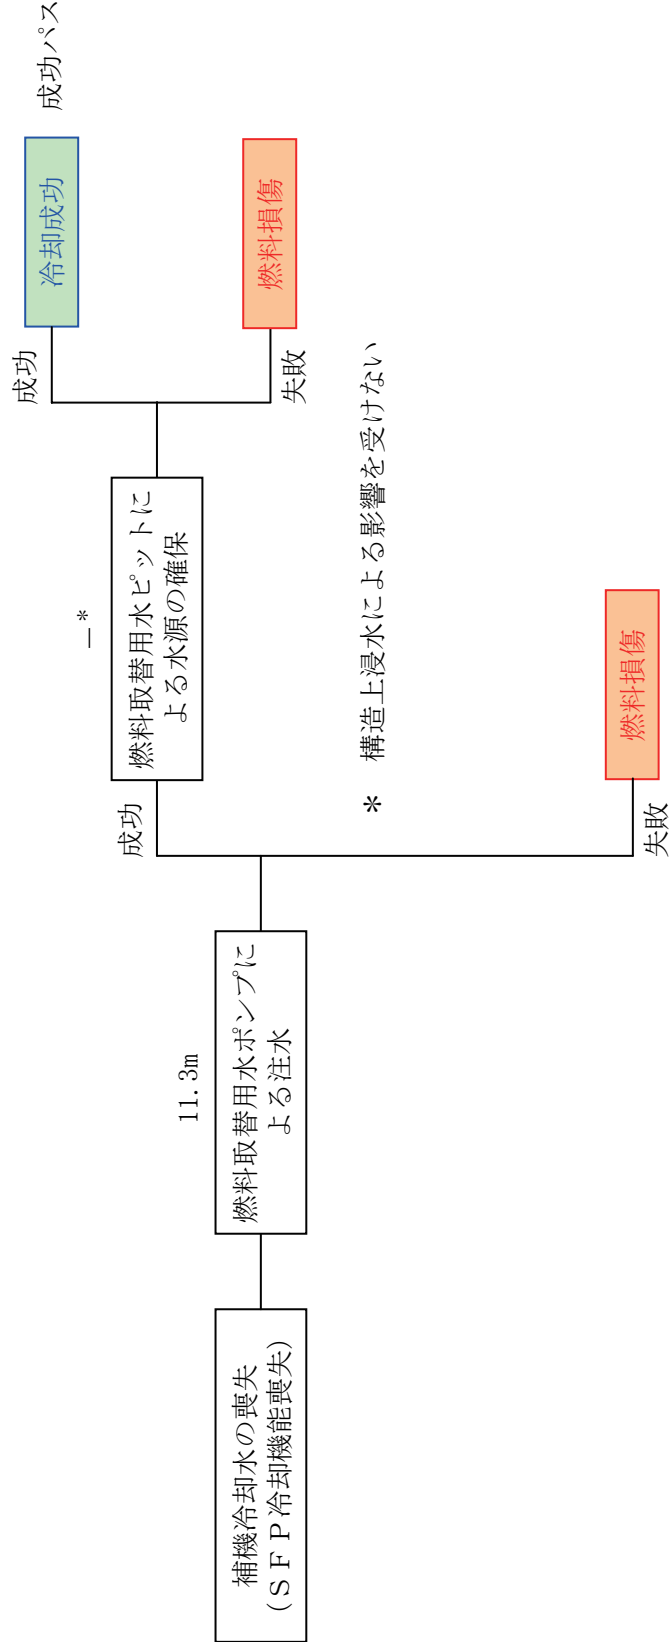 補機冷却水の喪失
(ＳＦＰ冷却機能喪失)
11.3m
燃料取替用水ポンプに
よる注水
成功
失敗
燃料損傷
－*
燃料取替用水ピットに
よる水源の確保
成功
冷却成功
成功パス
失敗
燃料損傷
＊　構造上浸水による影響を受けない